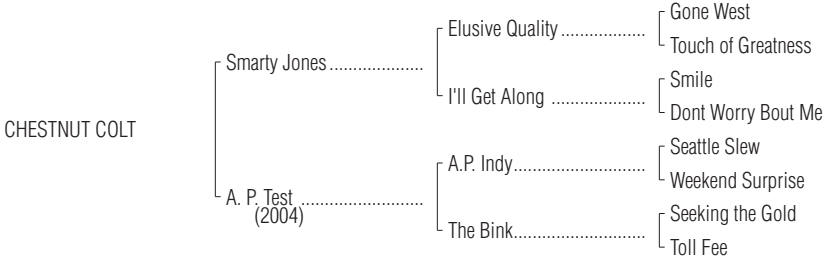 Gone West
Elusive Quality ..................
Touch of Greatness
Smarty Jones ....................
Smile
I'll Get Along ....................
Dont Worry Bout Me
CHESTNUT COLT
Seattle Slew
A.P. Indy............................
Weekend Surprise
A. P. Test ..........................
(2004)
Seeking the Gold
The Bink............................
Toll Fee